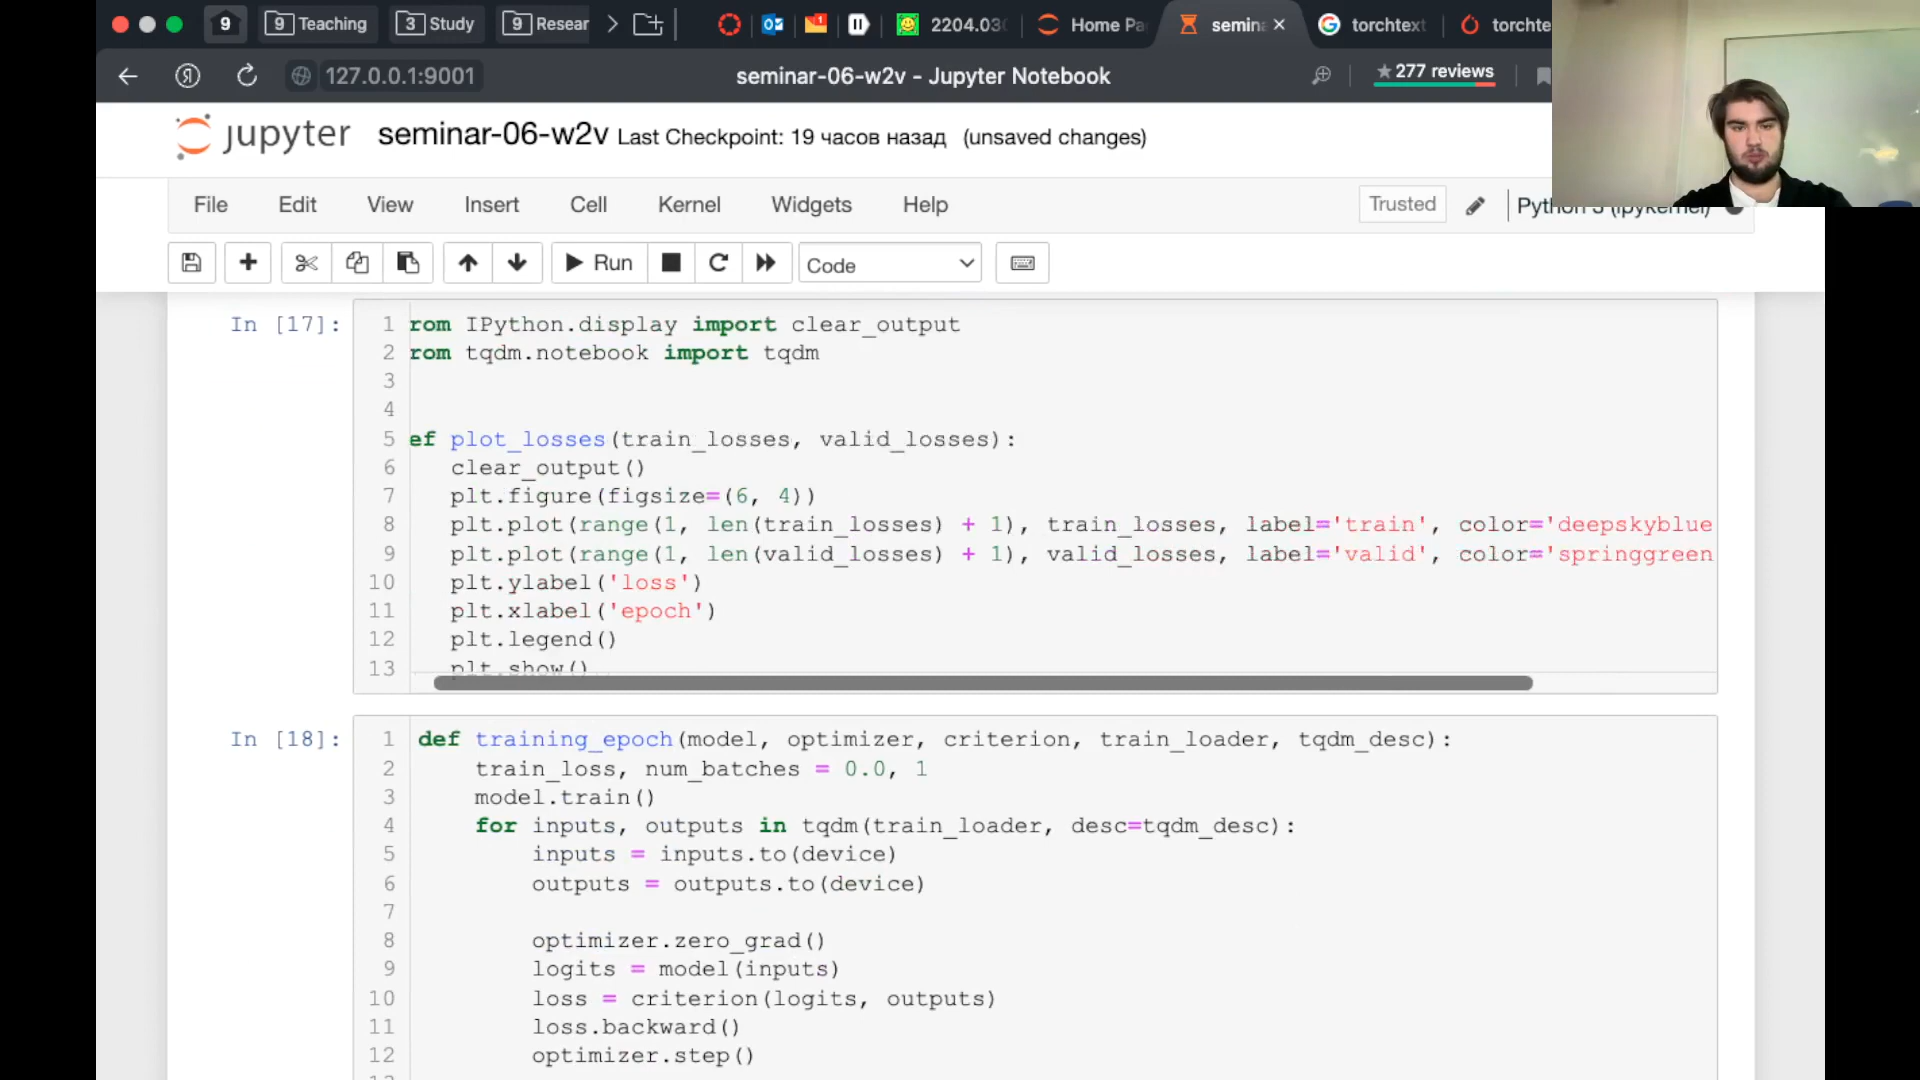 9 9 Teaching 3 Study 9 Resear 2204.03 Home Pa semina torchtext torchte
127.0.0.1:9001 seminar-06-w2v - Jupyter Notebook ★ 277 reviews
jupyter seminar-06-w2v Last Checkpoint: 19 часов назад (unsaved changes)
File Edit View Insert Cell Kernel Widgets Help Trusted Python 3 (ipykernel)
Run Code
In [17]:
1 rom IPython.display import clear_output
2 rom tqdm.notebook import tqdm
3
4
5 ef plot_losses(train_losses, valid_losses):
6 clear_output()
7 plt.figure(figsize=(6, 4))
8 plt.plot(range(1, len(train_losses) + 1), train_losses, label='train', color='deepskyblue
9 plt.plot(range(1, len(valid_losses) + 1), valid_losses, label='valid', color='springgreen
10 plt.ylabel('loss')
11 plt.xlabel('epoch')
12 plt.legend()
13 plt.show()
In [18]:
1 def training_epoch(model, optimizer, criterion, train_loader, tqdm_desc):
2 train_loss, num_batches = 0.0, 1
3 model.train()
4 for inputs, outputs in tqdm(train_loader, desc=tqdm_desc):
5 inputs = inputs.to(device)
6 outputs = outputs.to(device)
7
8 optimizer.zero_grad()
9 logits = model(inputs)
10 loss = criterion(logits, outputs)
11 loss.backward()
12 optimizer.step()